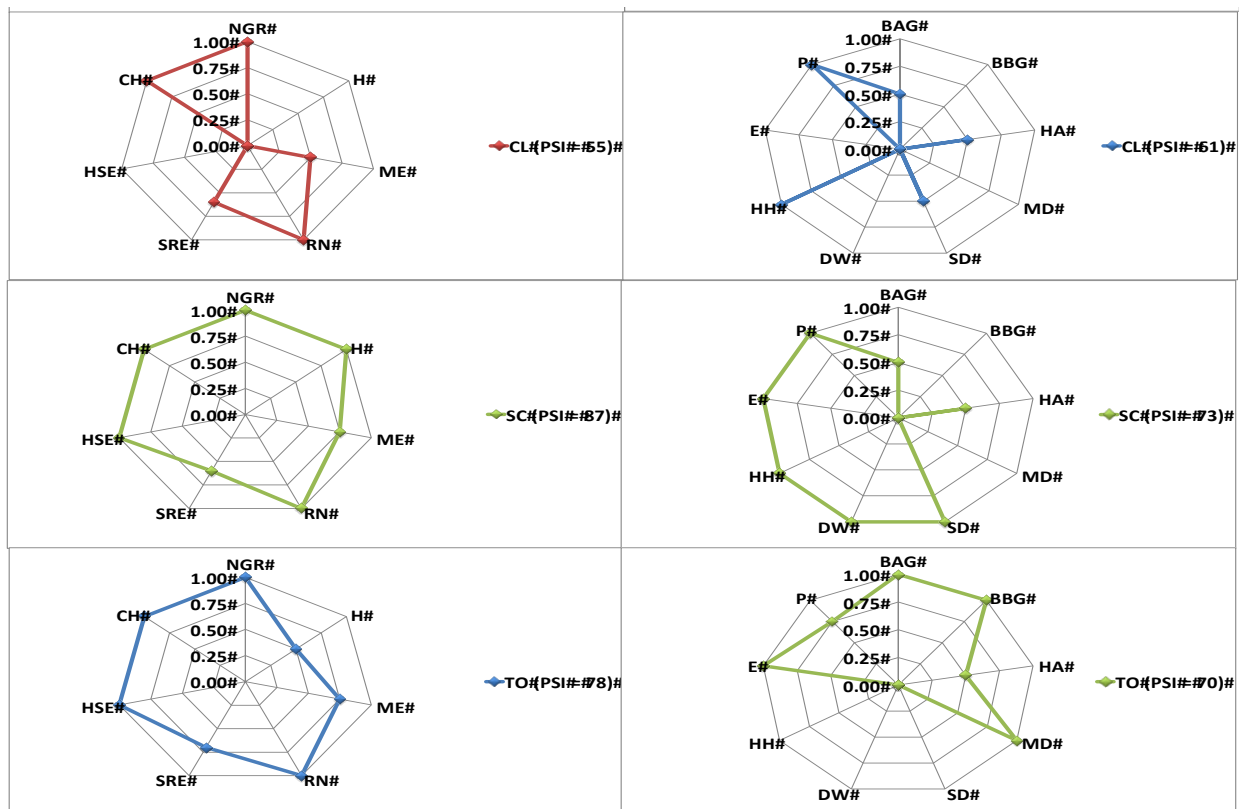 NGR#
1.00#
0.75#
0.50#
0.25#
0.00#
H#
ME#
RN#
SRE#
HSE#
CH#
CL#(PSI#=#55)#
BAG#
1.00#
0.75#
0.50#
0.25#
0.00#
BBG#
HA#
MD#
SD#
DW#
HH#
E#
P#
CL#(PSI#=#61)#
NGR#
1.00#
0.75#
0.50#
0.25#
0.00#
H#
ME#
RN#
SRE#
HSE#
CH#
SC#(PSI#=#87)#
BAG#
1.00#
0.75#
0.50#
0.25#
0.00#
BBG#
HA#
MD#
SD#
DW#
HH#
E#
P#
SC#(PSI#=#73)#
NGR#
1.00#
0.75#
0.50#
0.25#
0.00#
H#
ME#
RN#
SRE#
HSE#
CH#
TO#(PSI#=#78)#
BAG#
1.00#
0.75#
0.50#
0.25#
0.00#
BBG#
HA#
MD#
SD#
DW#
HH#
E#
P#
TO#(PSI#=#70)#